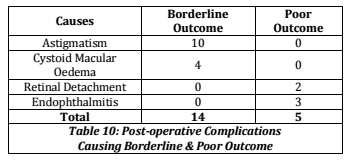 Causes Borderline Outcome Poor Outcome
Astigmatism 10 0
Cystoid Macular Oedema 4 0
Retinal Detachment 0 2
Endophthalmitis 0 3
Total 14 5
Table 10: Post-operative Complications
Causing Borderline & Poor Outcome